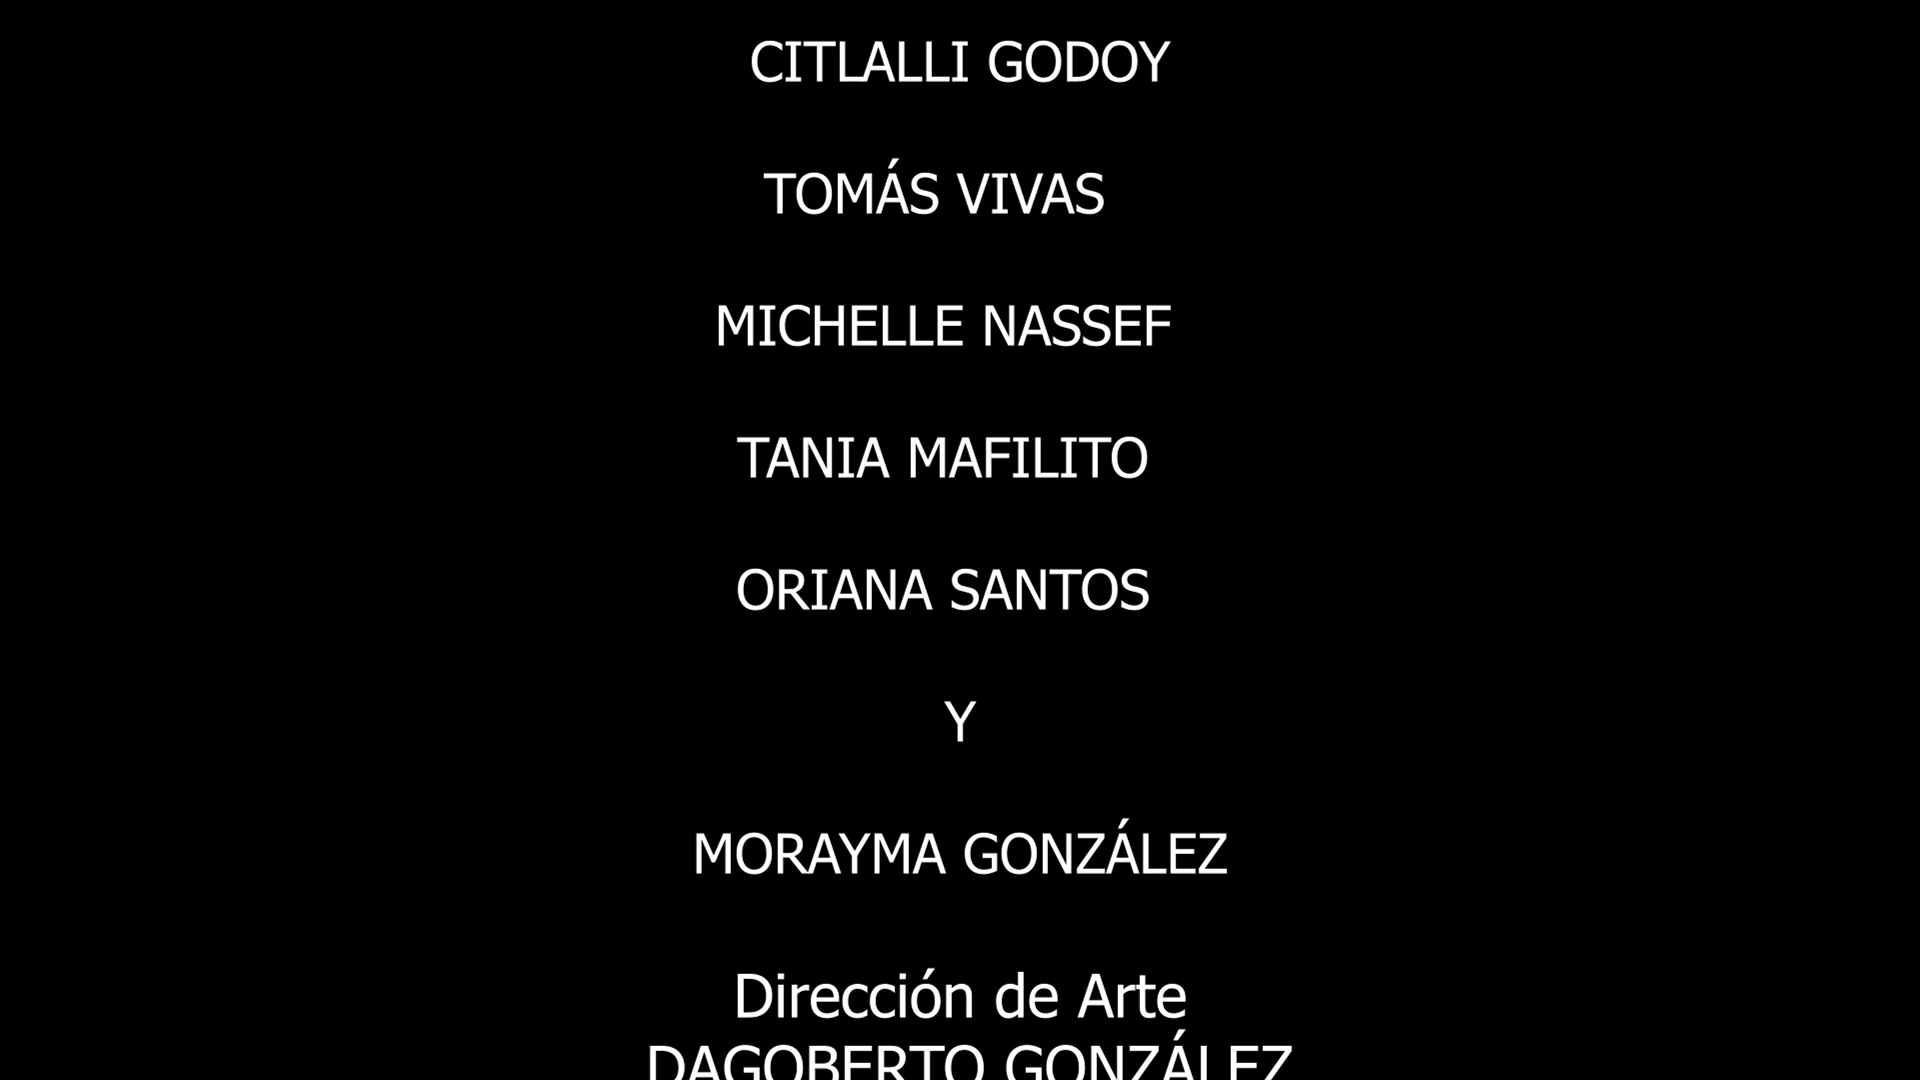 CITLALLI GODOY
TOMÁS VIVAS
MICHELLE NASSEF
TANIA MAFILITO
ORIANA SANTOS
Y
MORAYMA GONZÁLEZ
Dirección de Arte
DAGOBERTO GONZÁLEZ